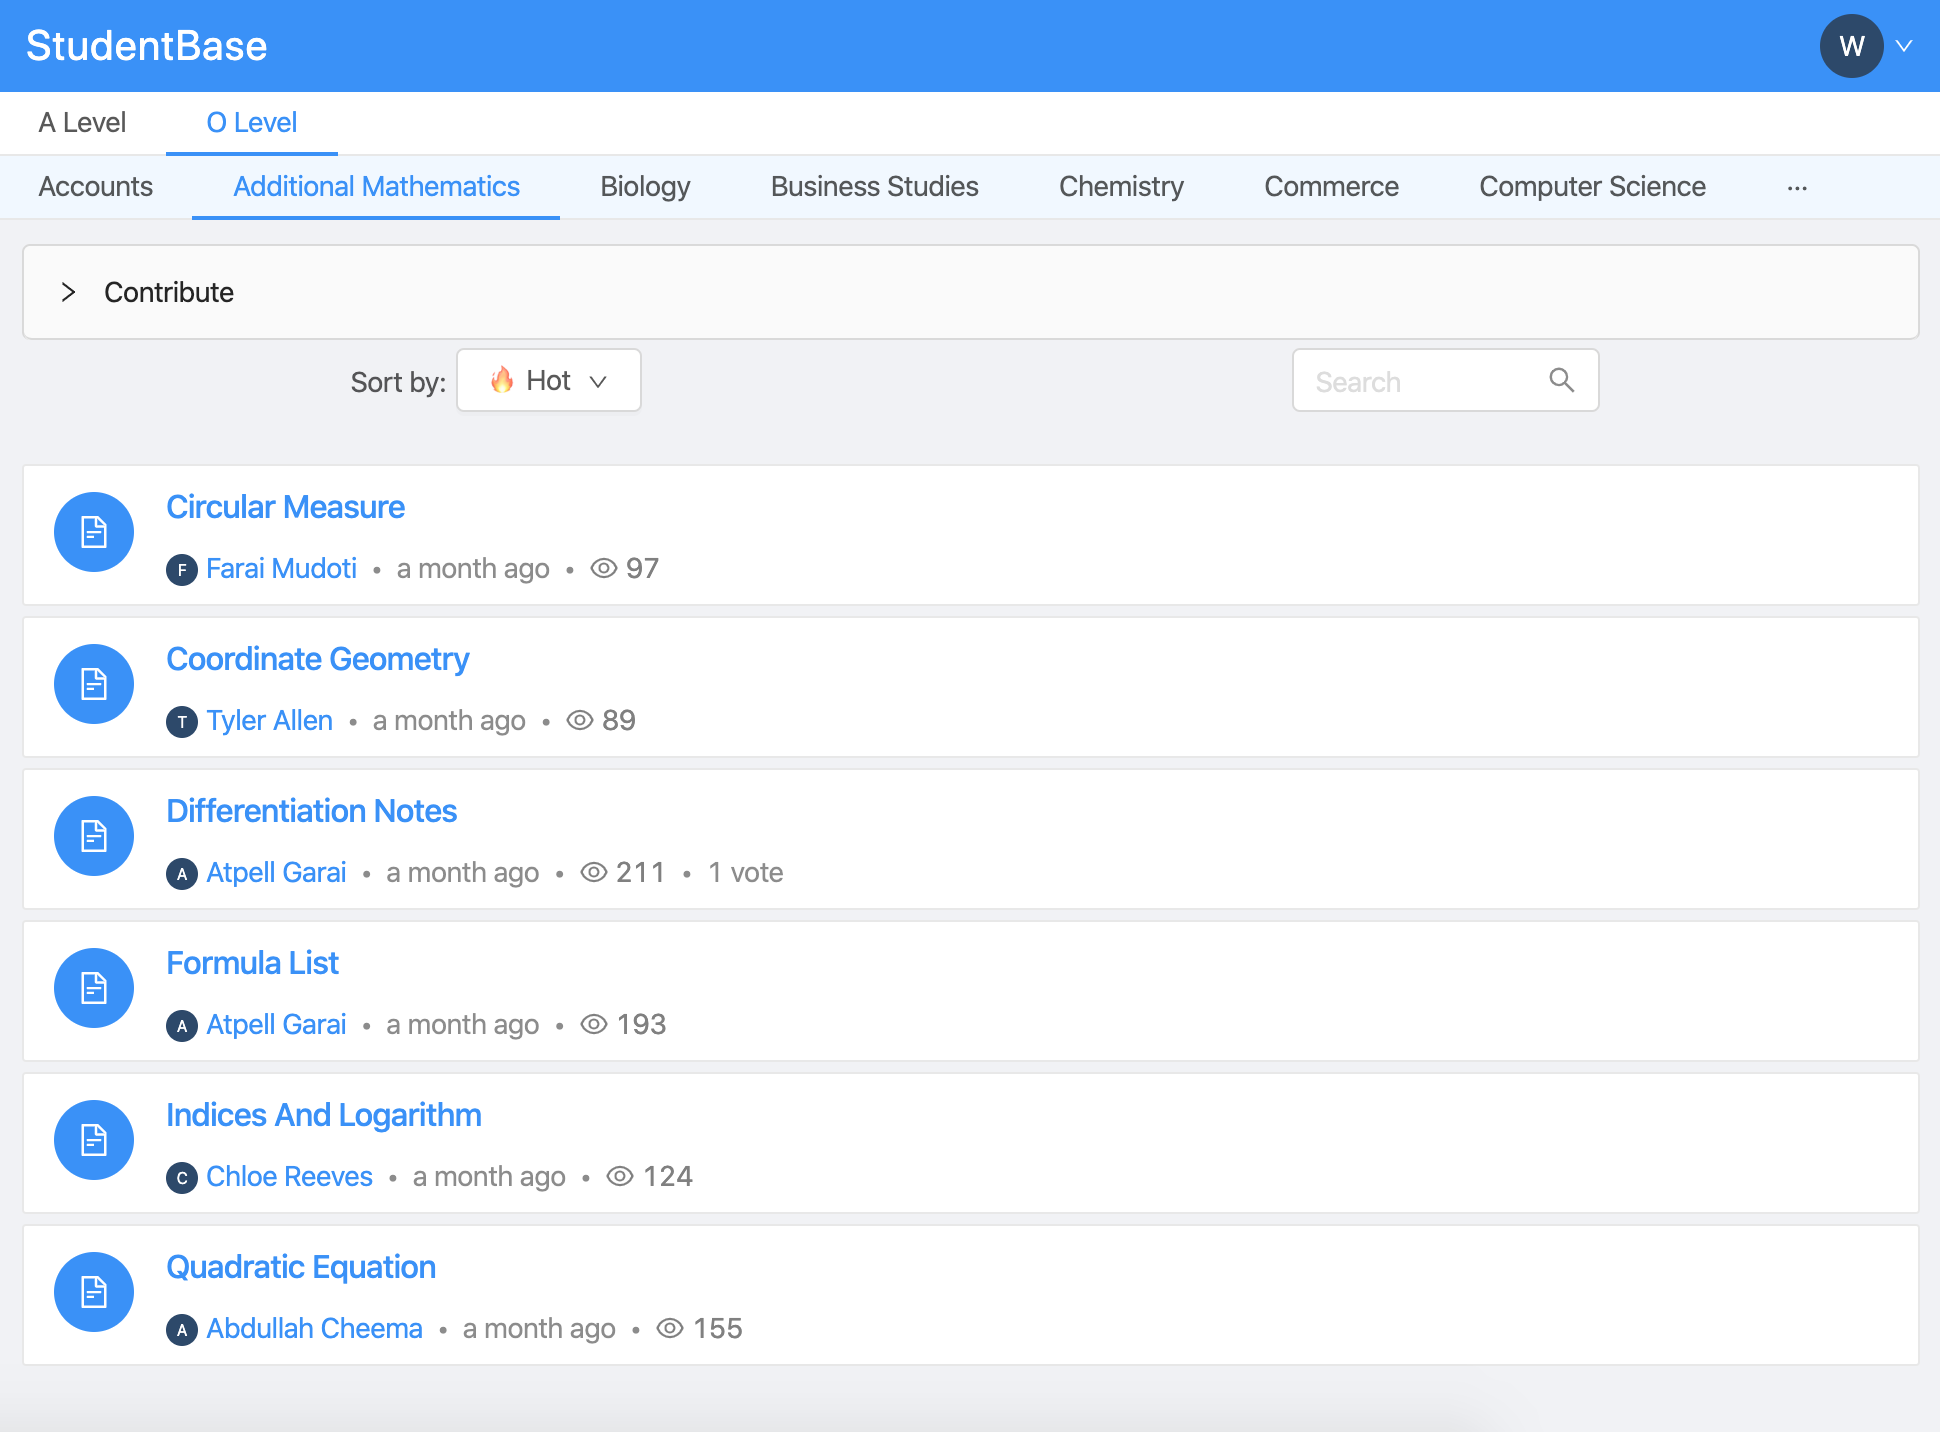 StudentBase
W
A Level O Level
Accounts Additional Mathematics Biology Business Studies Chemistry Commerce Computer Science ···
Contribute
Sort by: 🔥 Hot Search
Circular Measure
F Farai Mudoti • a month ago • 97
Coordinate Geometry
T Tyler Allen • a month ago • 89
Differentiation Notes
A Atpell Garai • a month ago • 211 • 1 vote
Formula List
A Atpell Garai • a month ago • 193
Indices And Logarithm
C Chloe Reeves • a month ago • 124
Quadratic Equation
A Abdullah Cheema • a month ago • 155